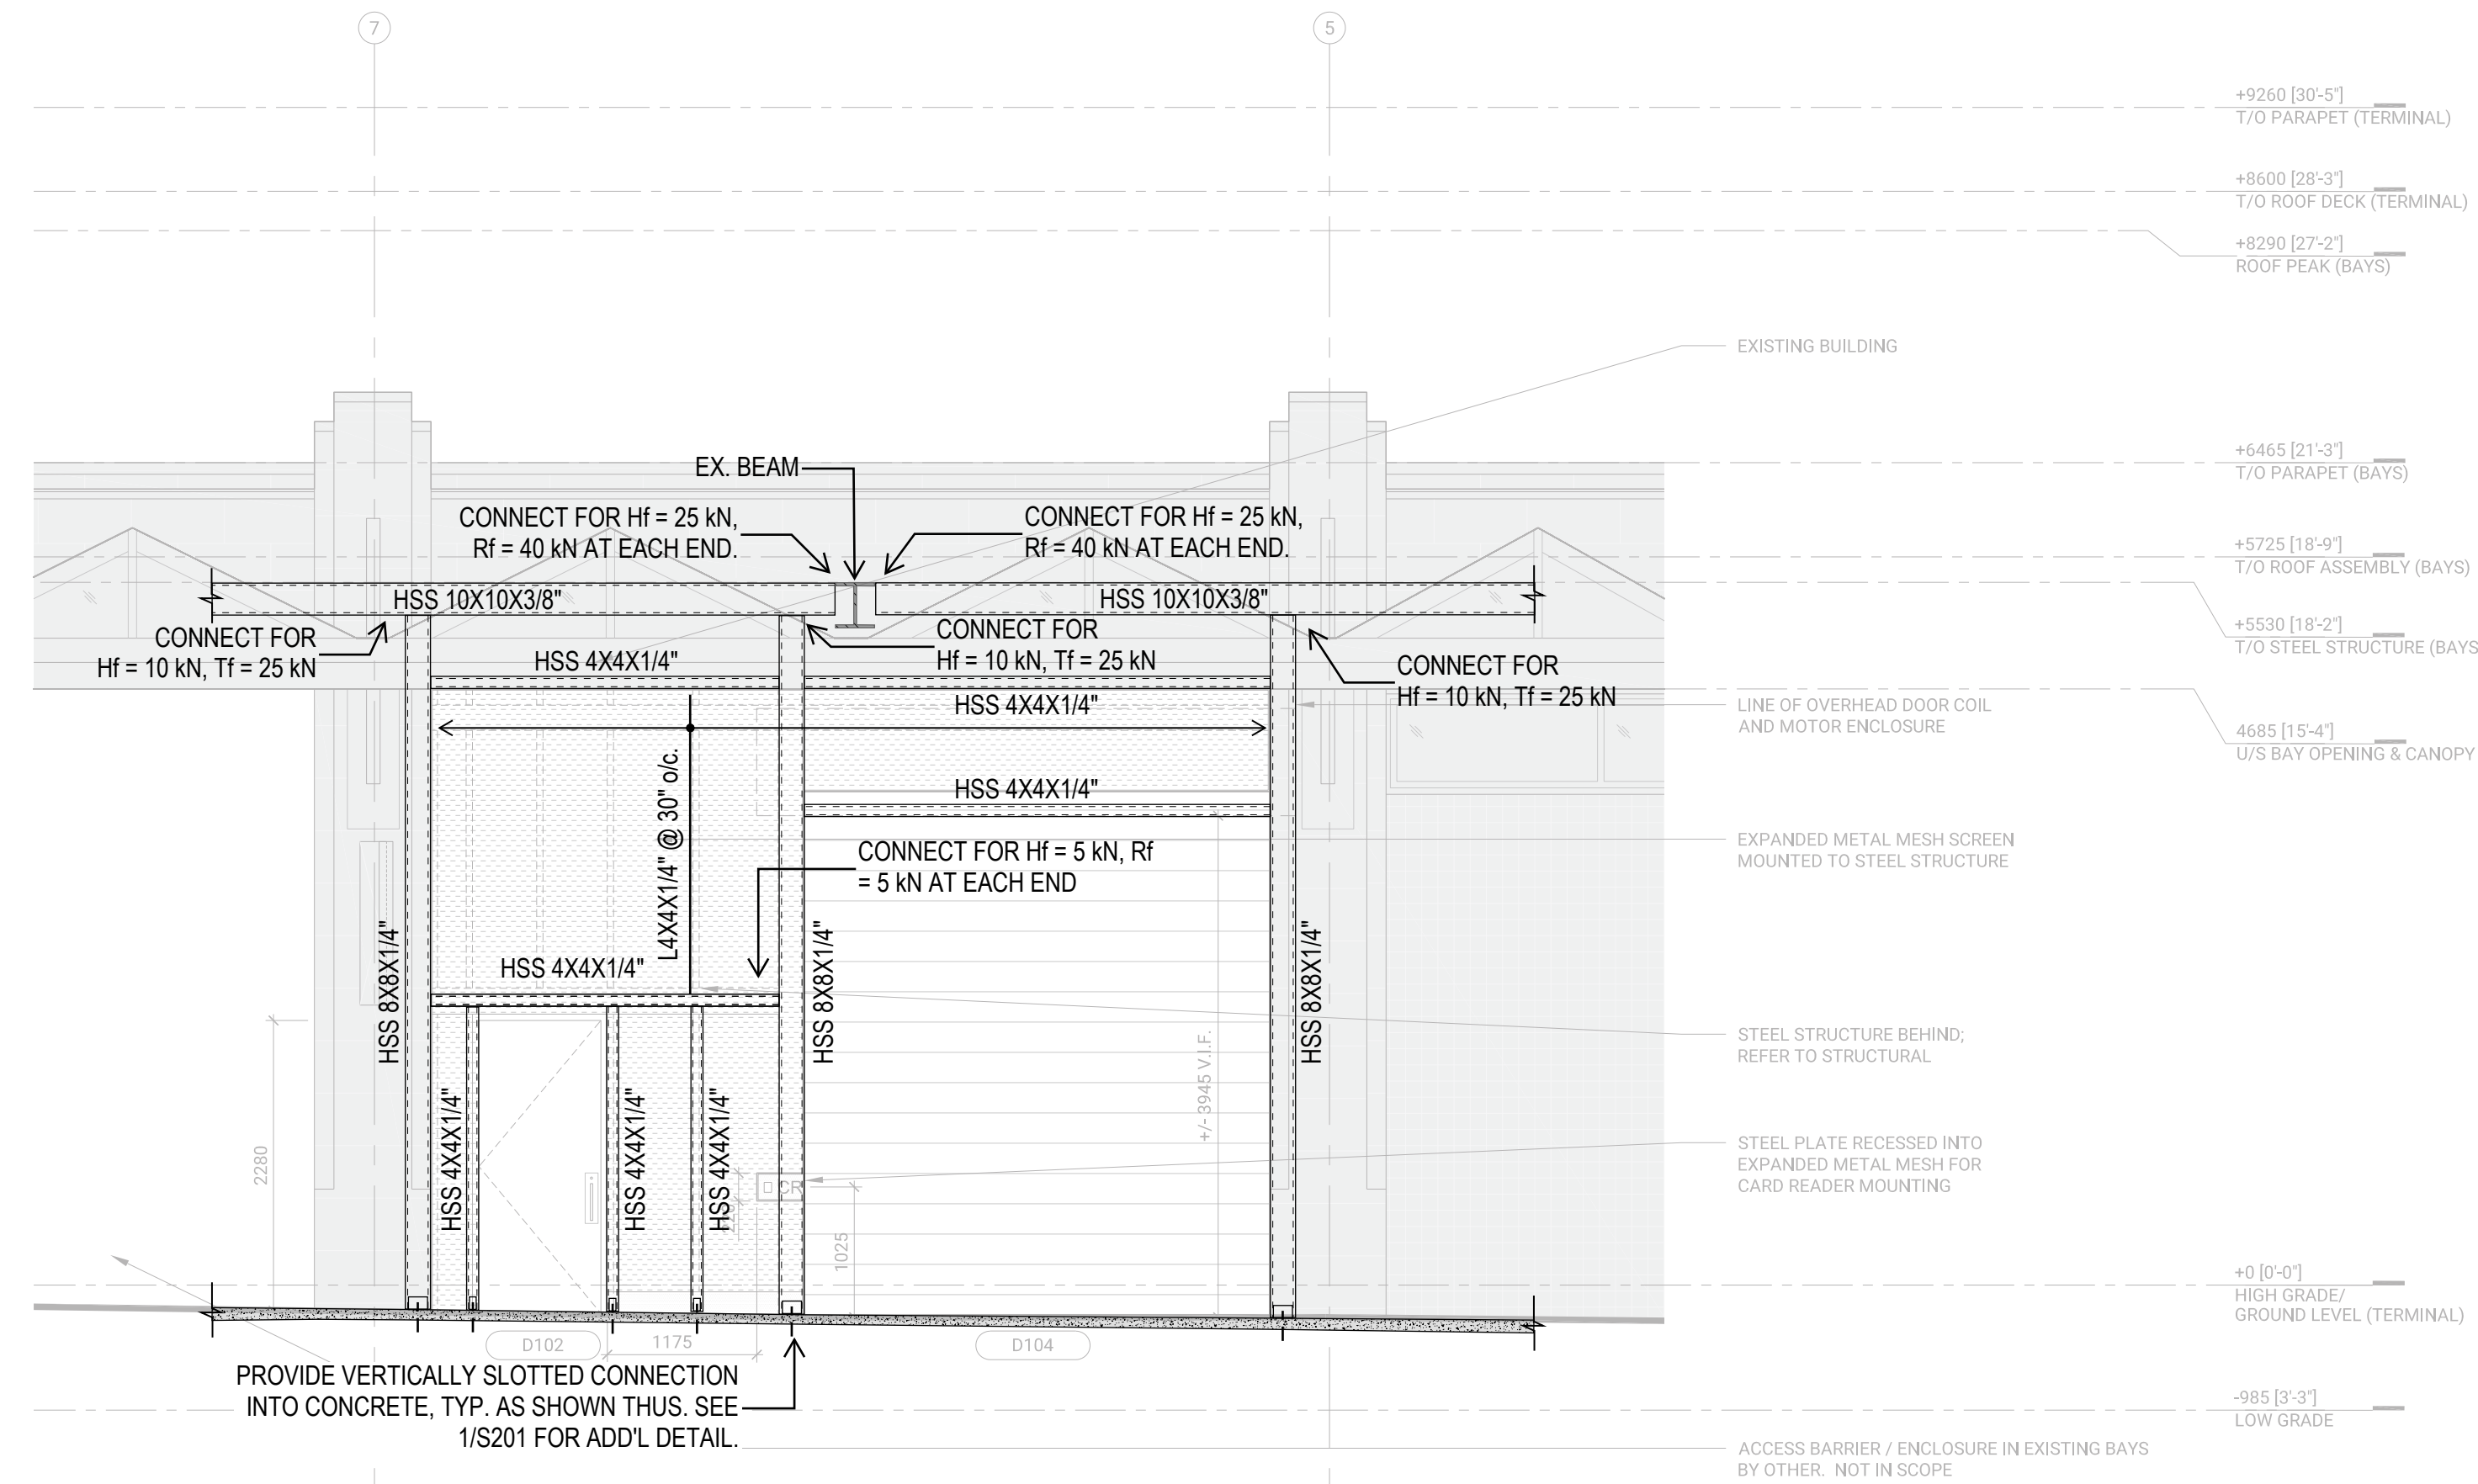 7
5
+9260 [30'-5"]
T/O PARAPET (TERMINAL)
+8600 [28'-3"]
T/O ROOF DECK (TERMINAL)
+8290 [27'-2"]
ROOF PEAK (BAYS)
EXISTING BUILDING
+6465 [21'-3"]
T/O PARAPET (BAYS)
EX. BEAM
CONNECT FOR Hf = 25 kN,
Rf = 40 kN AT EACH END.
CONNECT FOR Hf = 25 kN,
Rf = 40 kN AT EACH END.
+5725 [18'-9"]
T/O ROOF ASSEMBLY (BAYS)
HSS 10X10X3/8"
HSS 10X10X3/8"
CONNECT FOR
Hf = 10 kN, Tf = 25 kN
CONNECT FOR
Hf = 10 kN, Tf = 25 kN
CONNECT FOR
Hf = 10 kN, Tf = 25 kN
+5530 [18'-2"]
T/O STEEL STRUCTURE (BAYS
HSS 4X4X1/4"
HSS 4X4X1/4"
LINE OF OVERHEAD DOOR COIL
AND MOTOR ENCLOSURE
4685 [15'-4"]
U/S BAY OPENING & CANOPY
L4X4X1/4" @ 30" o/c.
HSS 4X4X1/4"
EXPANDED METAL MESH SCREEN
MOUNTED TO STEEL STRUCTURE
CONNECT FOR Hf = 5 kN, Rf
= 5 kN AT EACH END
HSS 8X8X1/4"
HSS 4X4X1/4"
HSS 8X8X1/4"
HSS 8X8X1/4"
STEEL STRUCTURE BEHIND;
REFER TO STRUCTURAL
+/- 3945 V.I.F.
2280
HSS 4X4X1/4"
HSS 4X4X1/4"
HSS 4X4X1/4"
CR
1025
STEEL PLATE RECESSED INTO
EXPANDED METAL MESH FOR
CARD READER MOUNTING
+0 [0'-0"]
HIGH GRADE/
GROUND LEVEL (TERMINAL)
D102
1175
D104
PROVIDE VERTICALLY SLOTTED CONNECTION
INTO CONCRETE, TYP. AS SHOWN THUS. SEE
1/S201 FOR ADD'L DETAIL.
-985 [3'-3"]
LOW GRADE
ACCESS BARRIER / ENCLOSURE IN EXISTING BAYS
BY OTHER.  NOT IN SCOPE